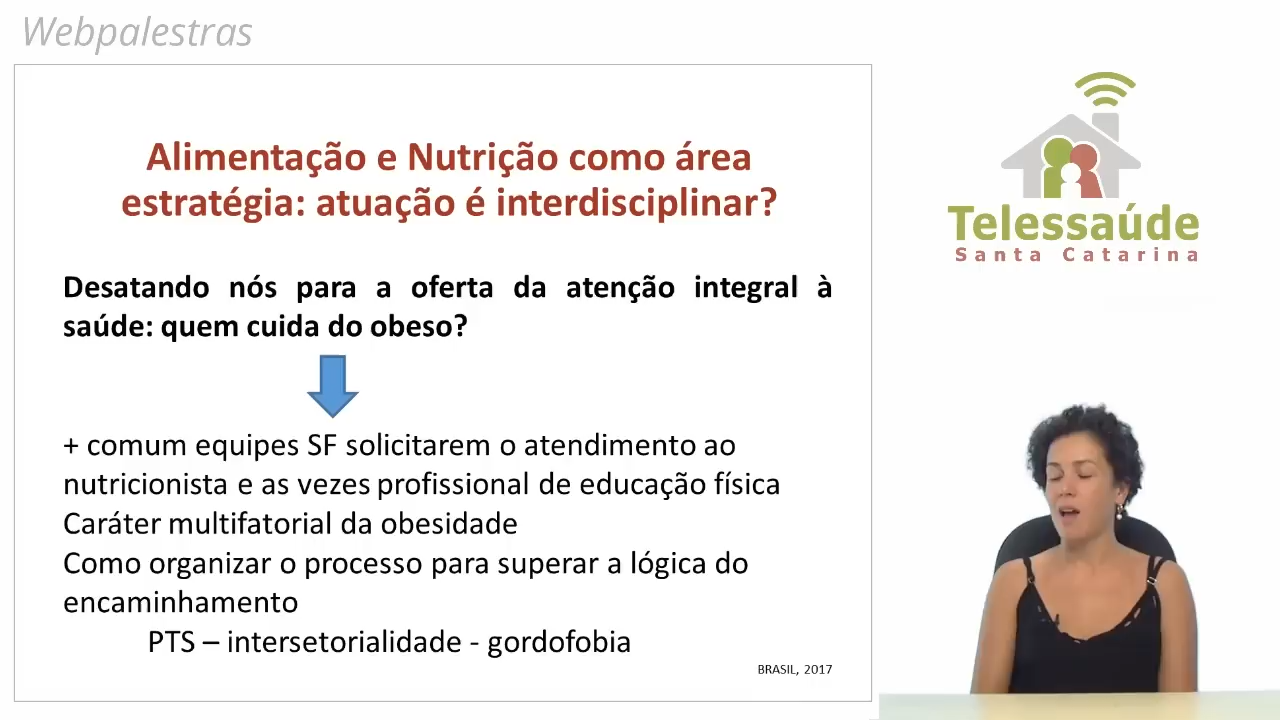 Webpalestras
Alimentação e Nutrição como área
estratégia: atuação é interdisciplinar?
Desatando nós para a oferta da atenção integral à
saúde: quem cuida do obeso?
+ comum equipes SF solicitarem o atendimento ao
nutricionista e as vezes profissional de educação física
Caráter multifatorial da obesidade
Como organizar o processo para superar a lógica do
encaminhamento
PTS – intersetorialidade - gordofobia
BRASIL, 2017
Telessaúde
Santa Catarina